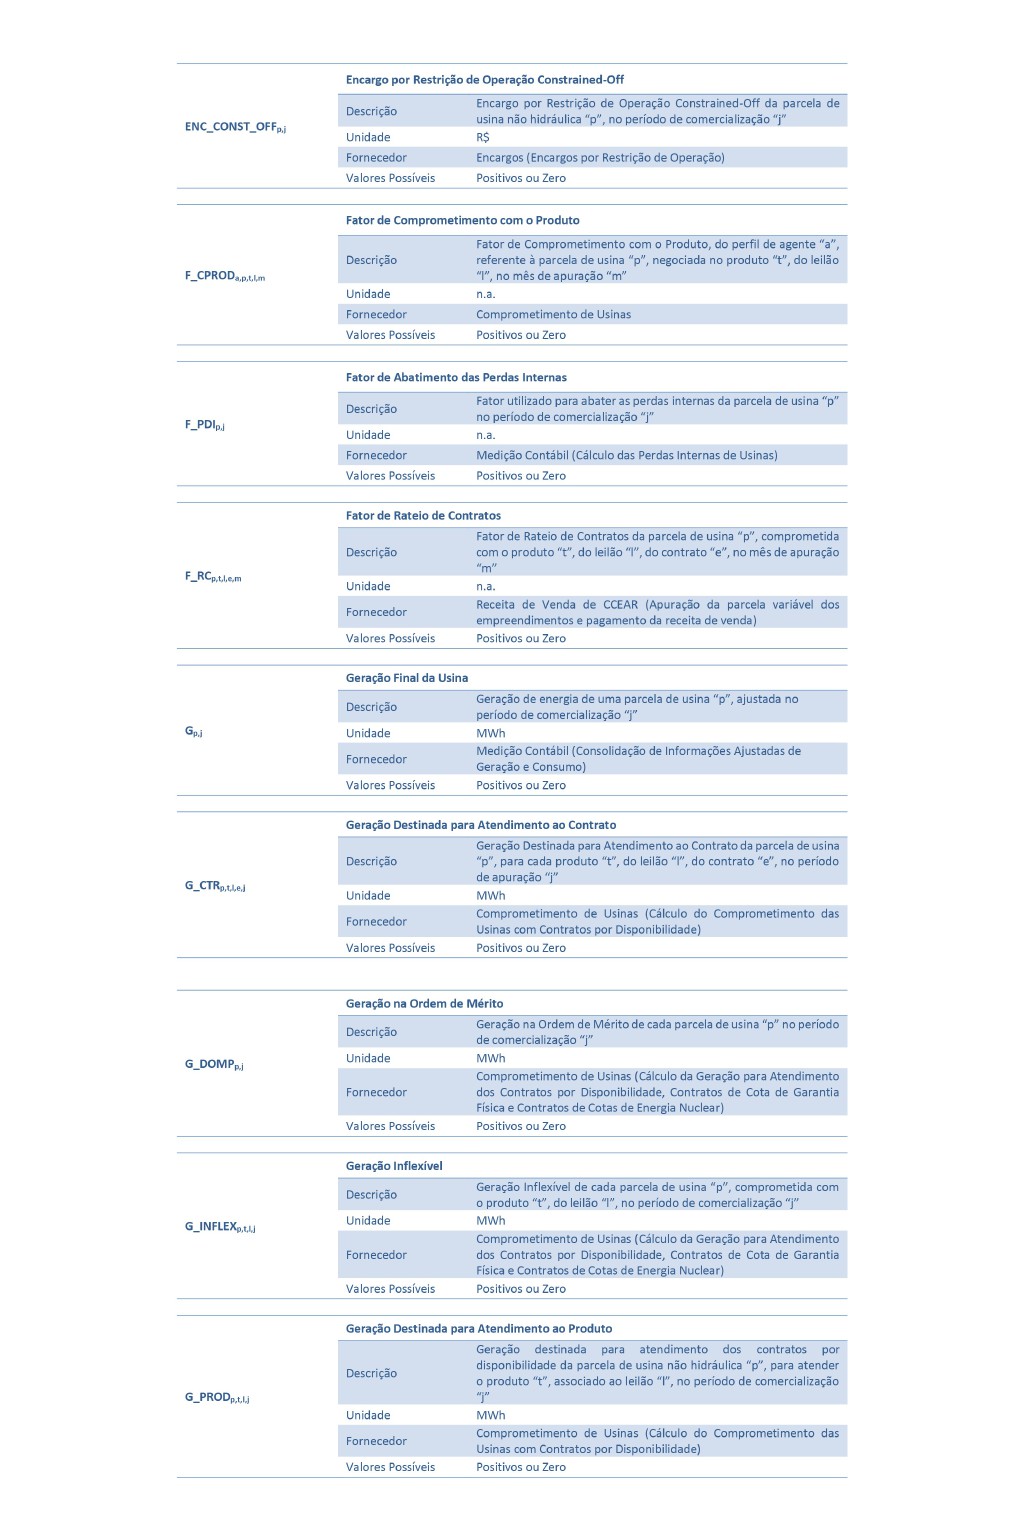 Encargo por Restrição de Operação Constrained-Off
ENC_CONST_OFFp,j
Descrição
Encargo por Restrição de Operação Constrained-Off da parcela de
usina não hidráulica “p”, no período de comercialização “j”
Unidade
R$
Fornecedor
Encargos (Encargos por Restrição de Operação)
Valores Possíveis
Positivos ou Zero
Fator de Comprometimento com o Produto
F_CPRODa,p,t,l,m
Descrição
Fator de Comprometimento com o Produto, do perfil de agente “a”,
referente à parcela de usina “p”, negociada no produto “t”, do leilão
“l”, no mês de apuração “m”
Unidade
n.a.
Fornecedor
Comprometimento de Usinas
Valores Possíveis
Positivos ou Zero
Fator de Abatimento das Perdas Internas
F_PDIp,j
Descrição
Fator utilizado para abater as perdas internas da parcela de usina “p”
no período de comercialização “j”
Unidade
n.a.
Fornecedor
Medição Contábil (Cálculo das Perdas Internas de Usinas)
Valores Possíveis
Positivos ou Zero
Fator de Rateio de Contratos
F_RCp,t,l,e,m
Descrição
Fator de Rateio de Contratos da parcela de usina “p”, comprometida
com o produto “t”, do leilão “l”, do contrato “e”, no mês de apuração
“m”
Unidade
n.a.
Fornecedor
Receita de Venda de CCEAR (Apuração da parcela variável dos
empreendimentos e pagamento da receita de venda)
Valores Possíveis
Positivos ou Zero
Geração Final da Usina
Gp,j
Descrição
Geração de energia de uma parcela de usina “p”, ajustada no
período de comercialização “j”
Unidade
MWh
Fornecedor
Medição Contábil (Consolidação de Informações Ajustadas de
Geração e Consumo)
Valores Possíveis
Positivos ou Zero
Geração Destinada para Atendimento ao Contrato
G_CTRp,t,l,e,j
Descrição
Geração Destinada para Atendimento ao Contrato da parcela de usina
“p”, para cada produto “t”, do leilão “l”, do contrato “e”, no período
de apuração “j”
Unidade
MWh
Fornecedor
Comprometimento de Usinas (Cálculo do Comprometimento das
Usinas com Contratos por Disponibilidade)
Valores Possíveis
Positivos ou Zero
Geração na Ordem de Mérito
G_DOMPp,j
Descrição
Geração na Ordem de Mérito de cada parcela de usina “p” no período
de comercialização “j”
Unidade
MWh
Fornecedor
Comprometimento de Usinas (Cálculo da Geração para Atendimento
dos Contratos por Disponibilidade, Contratos de Cota de Garantia
Física e Contratos de Cotas de Energia Nuclear)
Valores Possíveis
Positivos ou Zero
Geração Inflexível
G_INFLEXp,t,l,j
Descrição
Geração Inflexível de cada parcela de usina “p”, comprometida com
o produto “t”, do leilão “l”, no período de comercialização “j”
Unidade
MWh
Fornecedor
Comprometimento de Usinas (Cálculo da Geração para Atendimento
dos Contratos por Disponibilidade, Contratos de Cota de Garantia
Física e Contratos de Cotas de Energia Nuclear)
Valores Possíveis
Positivos ou Zero
Geração Destinada para Atendimento ao Produto
G_PRODp,t,l,j
Descrição
Geração destinada para atendimento dos contratos por
disponibilidade da parcela de usina não hidráulica “p”, para atender
o produto “t”, associado ao leilão “l”, no período de comercialização
“j”
Unidade
MWh
Fornecedor
Comprometimento de Usinas (Cálculo do Comprometimento das
Usinas com Contratos por Disponibilidade)
Valores Possíveis
Positivos ou Zero